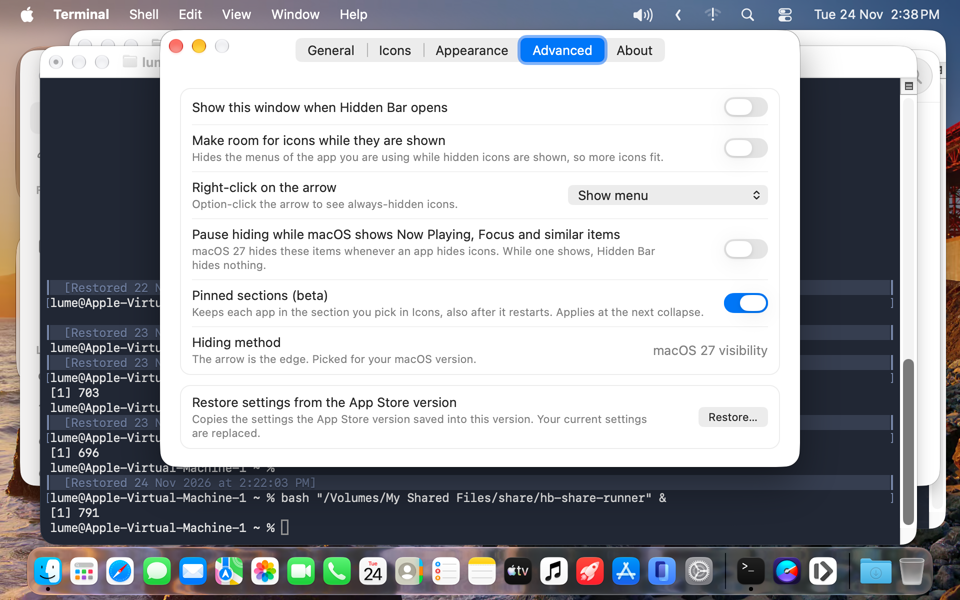 Terminal Shell Edit View Window Help Tue 24 Nov 2:38 PM
General Icons Appearance Advanced About
lum
Show this window when Hidden Bar opens
Make room for icons while they are shown
Hides the menus of the app you are using while hidden icons are shown, so more icons fit.
Right-click on the arrow
Option-click the arrow to see always-hidden icons.
Show menu
Pause hiding while macOS shows Now Playing, Focus and similar items
macOS 27 hides these items whenever an app hides icons. While one shows, Hidden Bar
hides nothing.
Pinned sections (beta)
Keeps each app in the section you pick in Icons, also after it restarts. Applies at the next collapse.
Hiding method
The arrow is the edge. Picked for your macOS version.
macOS 27 visibility
Restore settings from the App Store version
Copies the settings the App Store version saved into this version. Your current settings
are replaced.
Restore...
[Restored 22 N
[lume@Apple-Virtu ]
[Restored 23 N
lume@Apple-Virtu
[Restored 23 N
[lume@Apple-Virtu ]
[1] 703
lume@Apple-Virtu
[Restored 23 N
[lume@Apple-Virtu ]
[1] 696
lume@Apple-Virtual-Machine-1 ~ %
[Restored 24 Nov 2026 at 2:22:03 PM]
[lume@Apple-Virtual-Machine-1 ~ % bash "/Volumes/My Shared Files/share/hb-share-runner" & ]
[1] 791
lume@Apple-Virtual-Machine-1 ~ %
Tue
24
tv